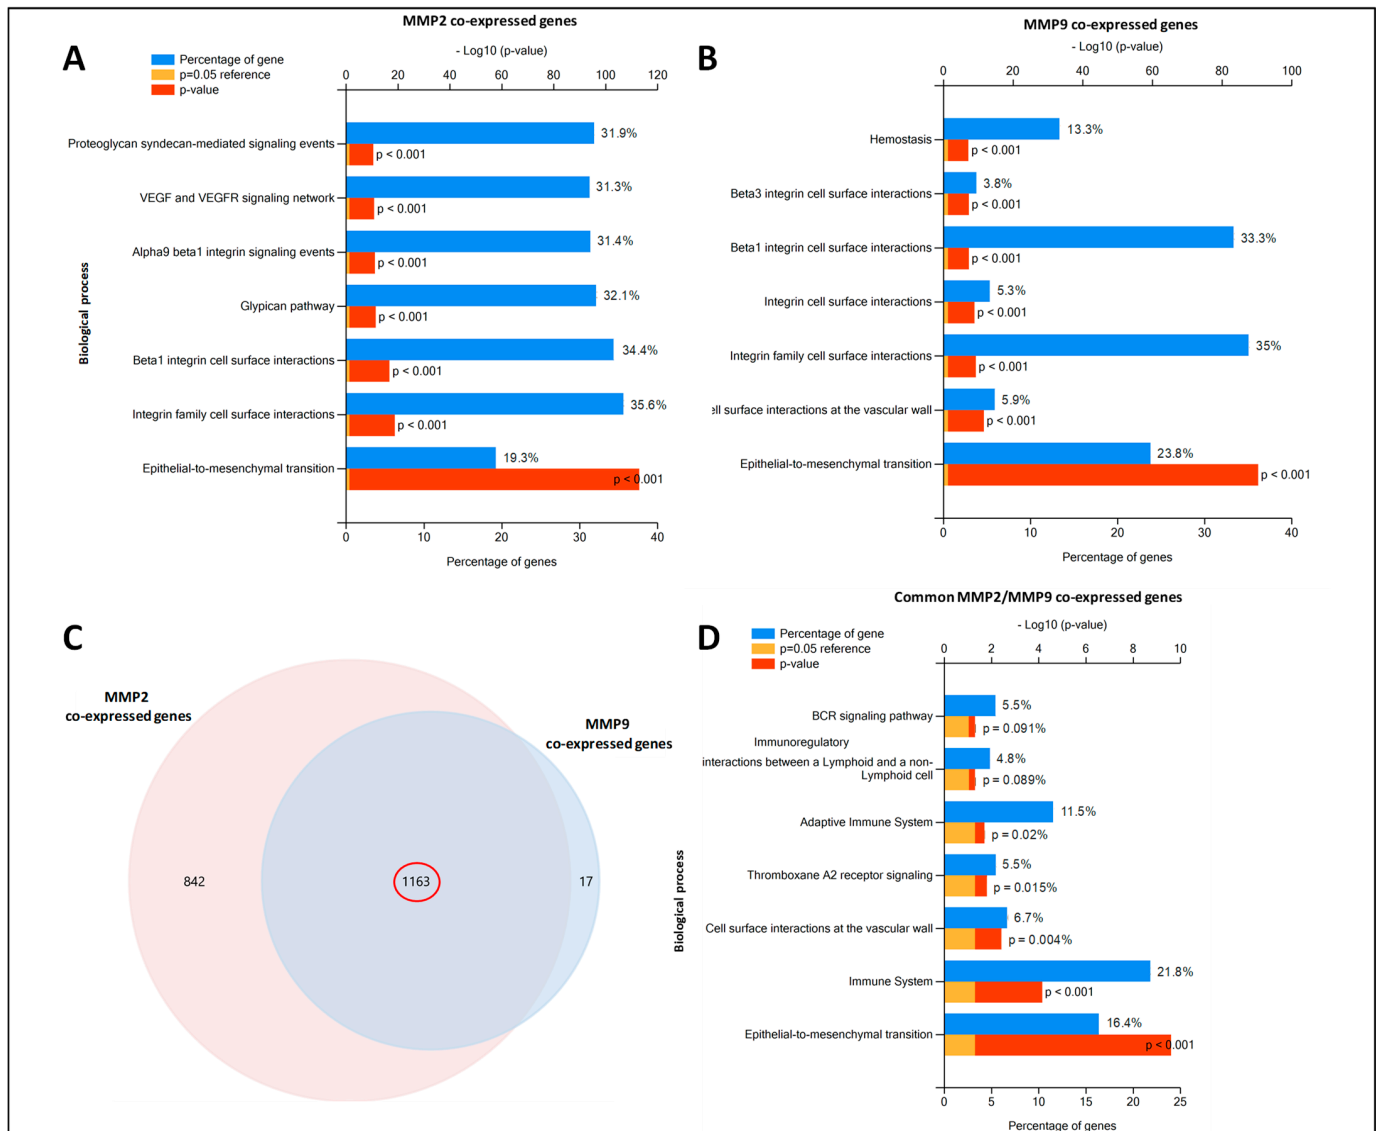 MMP2 co-expressed genes
A
Percentage of gene
p=0.05 reference
p-value
- Log10 (p-value)
0 20 40 60 80 100 120
Biological process
Proteoglycan syndecan-mediated signaling events
31.9%
p < 0.001
VEGF and VEGFR signaling network
31.3%
p < 0.001
Alpha9 beta1 integrin signaling events
31.4%
p < 0.001
Glypican pathway
32.1%
p < 0.001
Beta1 integrin cell surface interactions
34.4%
p < 0.001
Integrin family cell surface interactions
35.6%
p < 0.001
Epithelial-to-mesenchymal transition
19.3%
p < 0.001
0 10 20 30 40
Percentage of genes
MMP9 co-expressed genes
B
- Log10 (p-value)
0 20 40 60 80 100
Hemostasis
13.3%
p < 0.001
Beta3 integrin cell surface interactions
3.8%
p < 0.001
Beta1 integrin cell surface interactions
33.3%
p < 0.001
Integrin cell surface interactions
5.3%
p < 0.001
Integrin family cell surface interactions
35%
p < 0.001
ell surface interactions at the vascular wall
5.9%
p < 0.001
Epithelial-to-mesenchymal transition
23.8%
p < 0.001
0 10 20 30 40
Percentage of genes
C
MMP2
co-expressed genes
MMP9
co-expressed genes
842
1163
17
Common MMP2/MMP9 co-expressed genes
D
Percentage of gene
p=0.05 reference
p-value
- Log10 (p-value)
0 2 4 6 8 10
Biological process
BCR signaling pathway
5.5%
p = 0.091%
Immunoregulatory
interactions between a Lymphoid and a non-
Lymphoid cell
4.8%
p = 0.089%
Adaptive Immune System
11.5%
p = 0.02%
Thromboxane A2 receptor signaling
5.5%
p = 0.015%
Cell surface interactions at the vascular wall
6.7%
p = 0.004%
Immune System
21.8%
p < 0.001
Epithelial-to-mesenchymal transition
16.4%
p < 0.001
0 5 10 15 20 25
Percentage of genes